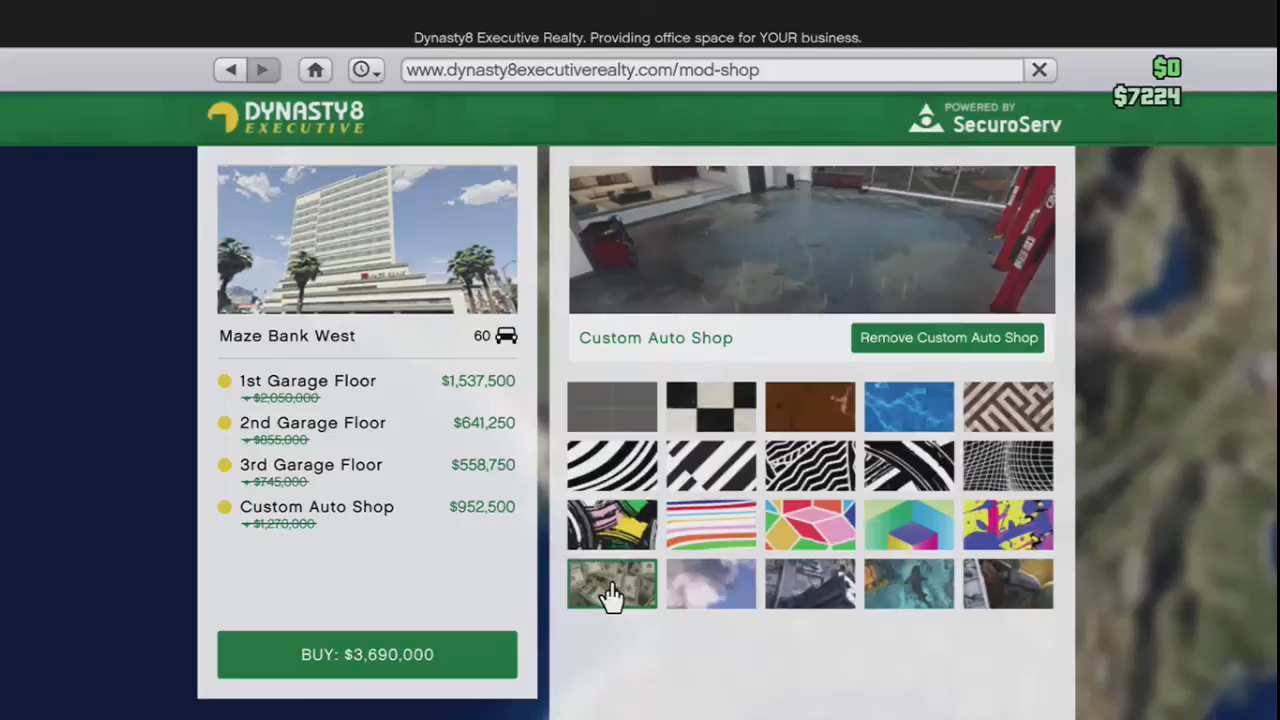 Dynasty8 Executive Realty. Providing office space for YOUR business.
www.dynasty8executiverealty.com/mod-shop
$0
$7224
DYNASTY 8
EXECUTIVE
POWERED BY
SecuroServ
Maze Bank West 60
1st Garage Floor $1,537,500
$2,050,000
2nd Garage Floor $641,250
$855,000
3rd Garage Floor $558,750
$745,000
Custom Auto Shop $952,500
$1,270,000
BUY: $3,690,000
Custom Auto Shop
Remove Custom Auto Shop